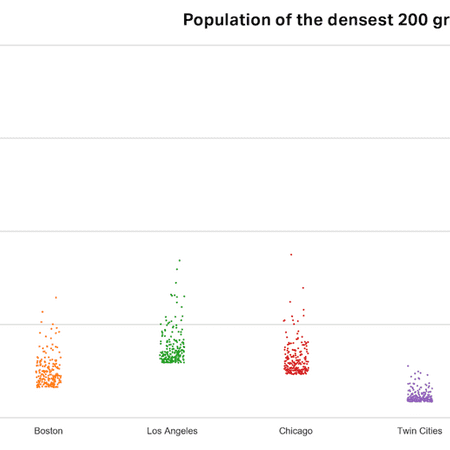 Population of the densest 200 gr
Boston Los Angeles Chicago Twin Cities